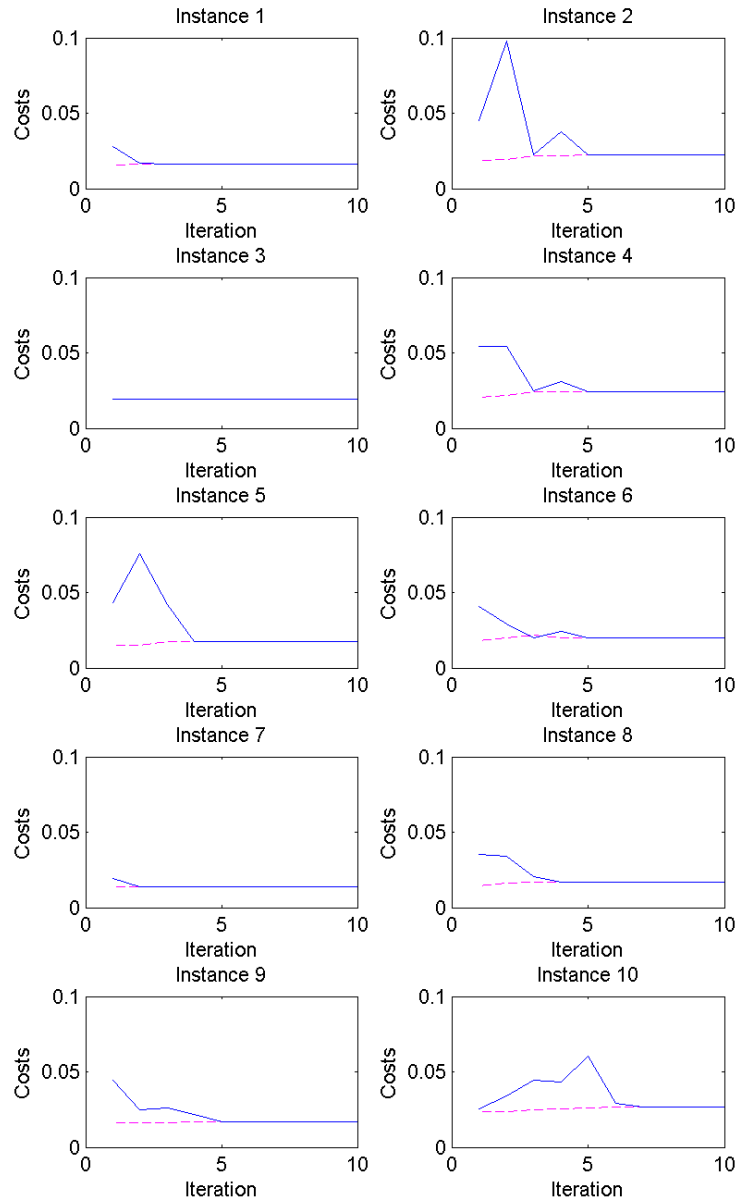 Instance 1
Instance 2
0.1
0.05
0
Costs
0 5 10
Iteration
0.1
0.05
0
Costs
0 5 10
Iteration
Instance 3
Instance 4
0.1
0.05
0
Costs
0 5 10
Iteration
0.1
0.05
0
Costs
0 5 10
Iteration
Instance 5
Instance 6
0.1
0.05
0
Costs
0 5 10
Iteration
0.1
0.05
0
Costs
0 5 10
Iteration
Instance 7
Instance 8
0.1
0.05
0
Costs
0 5 10
Iteration
0.1
0.05
0
Costs
0 5 10
Iteration
Instance 9
Instance 10
0.1
0.05
0
Costs
0 5 10
Iteration
0.1
0.05
0
Costs
0 5 10
Iteration